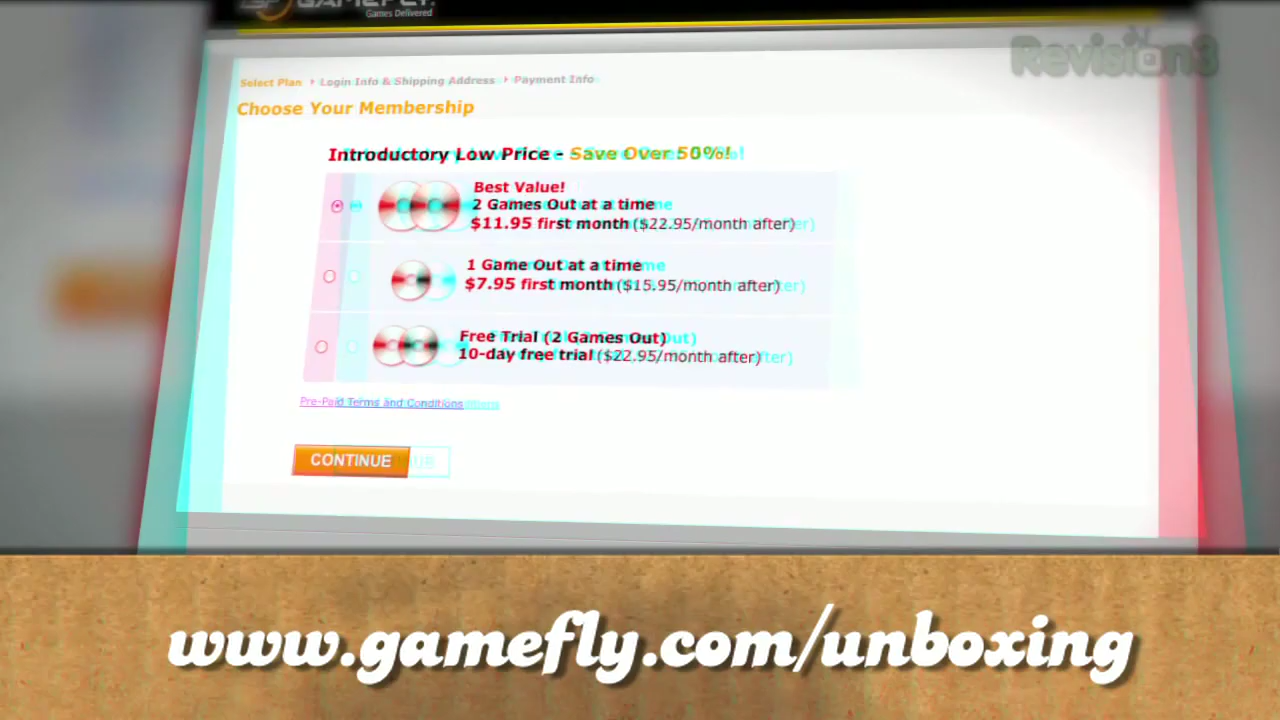 GAMEFLY.
Games Delivered
Revision3
Select Plan Login Info & Shipping Address Payment Info
Choose Your Membership
Introductory Low Price - Save Over 50%!
Best Value!
2 Games Out at a time
$11.95 first month ($22.95/month after)
1 Game Out at a time
$7.95 first month ($15.95/month after)
Free Trial (2 Games Out)
10-day free trial ($22.95/month after)
Pre-Paid Terms and Conditions
CONTINUE
www.gamefly.com/unboxing